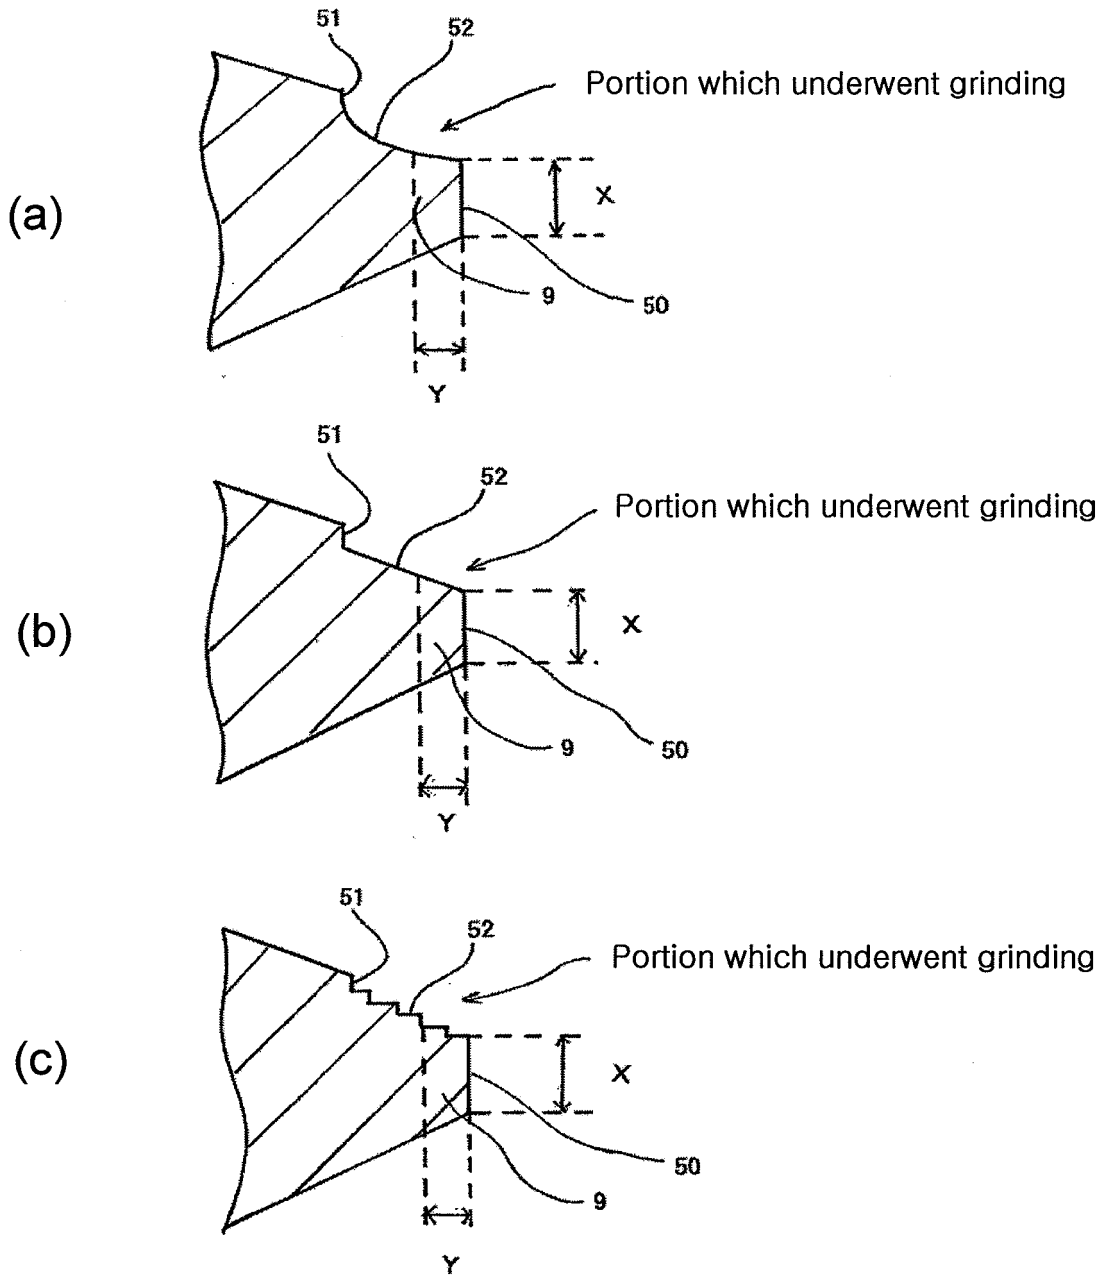 51
52
Portion which underwent grinding
(a)
X
9
50
Y
51
52
Portion which underwent grinding
(b)
X
9
50
Y
51
52
Portion which underwent grinding
(c)
X
50
9
Y